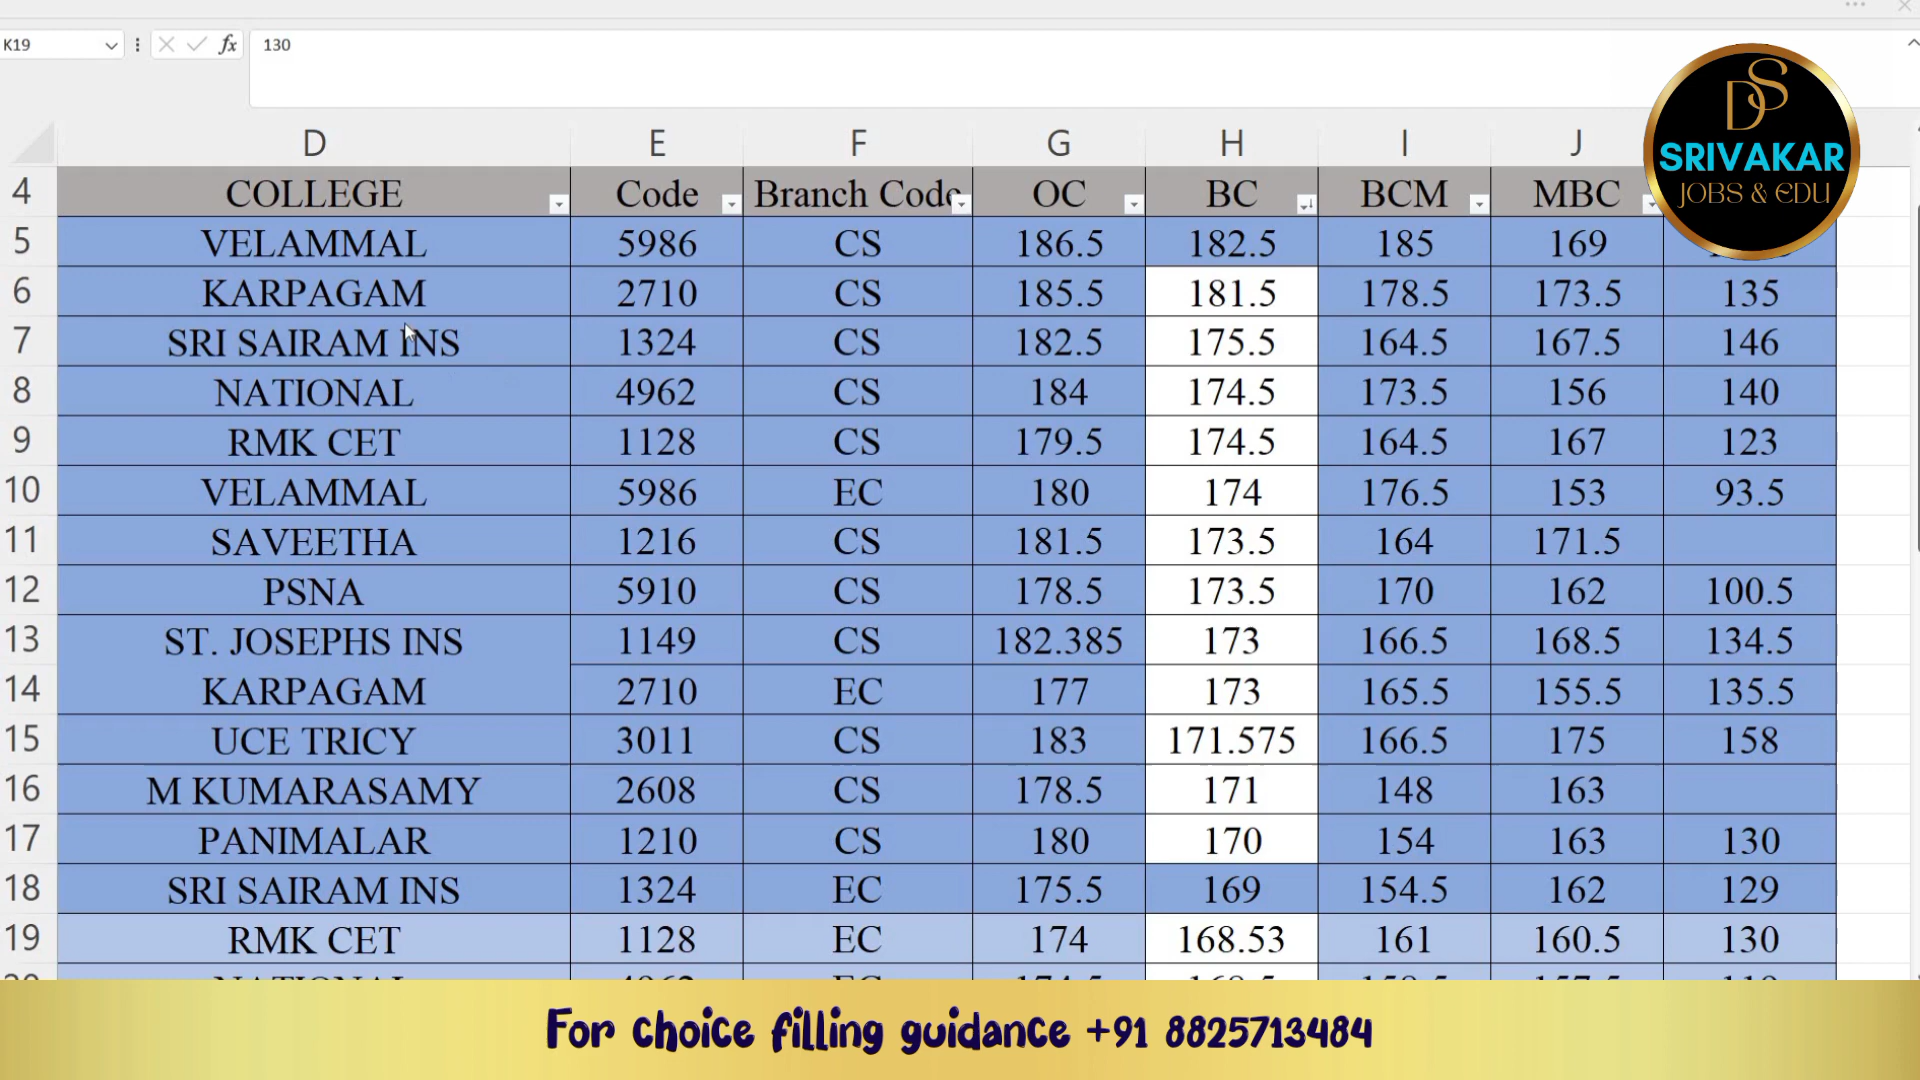 K19 fx 130
DS
SRIVAKAR
JOBS & EDU
D E F G H I J
4 COLLEGE Code Branch Code OC BC BCM MBC
5 VELAMMAL 5986 CS 186.5 182.5 185 169
6 KARPAGAM 2710 CS 185.5 181.5 178.5 173.5 135
7 SRI SAIRAM INS 1324 CS 182.5 175.5 164.5 167.5 146
8 NATIONAL 4962 CS 184 174.5 173.5 156 140
9 RMK CET 1128 CS 179.5 174.5 164.5 167 123
10 VELAMMAL 5986 EC 180 174 176.5 153 93.5
11 SAVEETHA 1216 CS 181.5 173.5 164 171.5
12 PSNA 5910 CS 178.5 173.5 170 162 100.5
13 ST. JOSEPHS INS 1149 CS 182.385 173 166.5 168.5 134.5
14 KARPAGAM 2710 EC 177 173 165.5 155.5 135.5
15 UCE TRICY 3011 CS 183 171.575 166.5 175 158
16 M KUMARASAMY 2608 CS 178.5 171 148 163
17 PANIMALAR 1210 CS 180 170 154 163 130
18 SRI SAIRAM INS 1324 EC 175.5 169 154.5 162 129
19 RMK CET 1128 EC 174 168.53 161 160.5 130
For choice filling guidance +91 8825713484